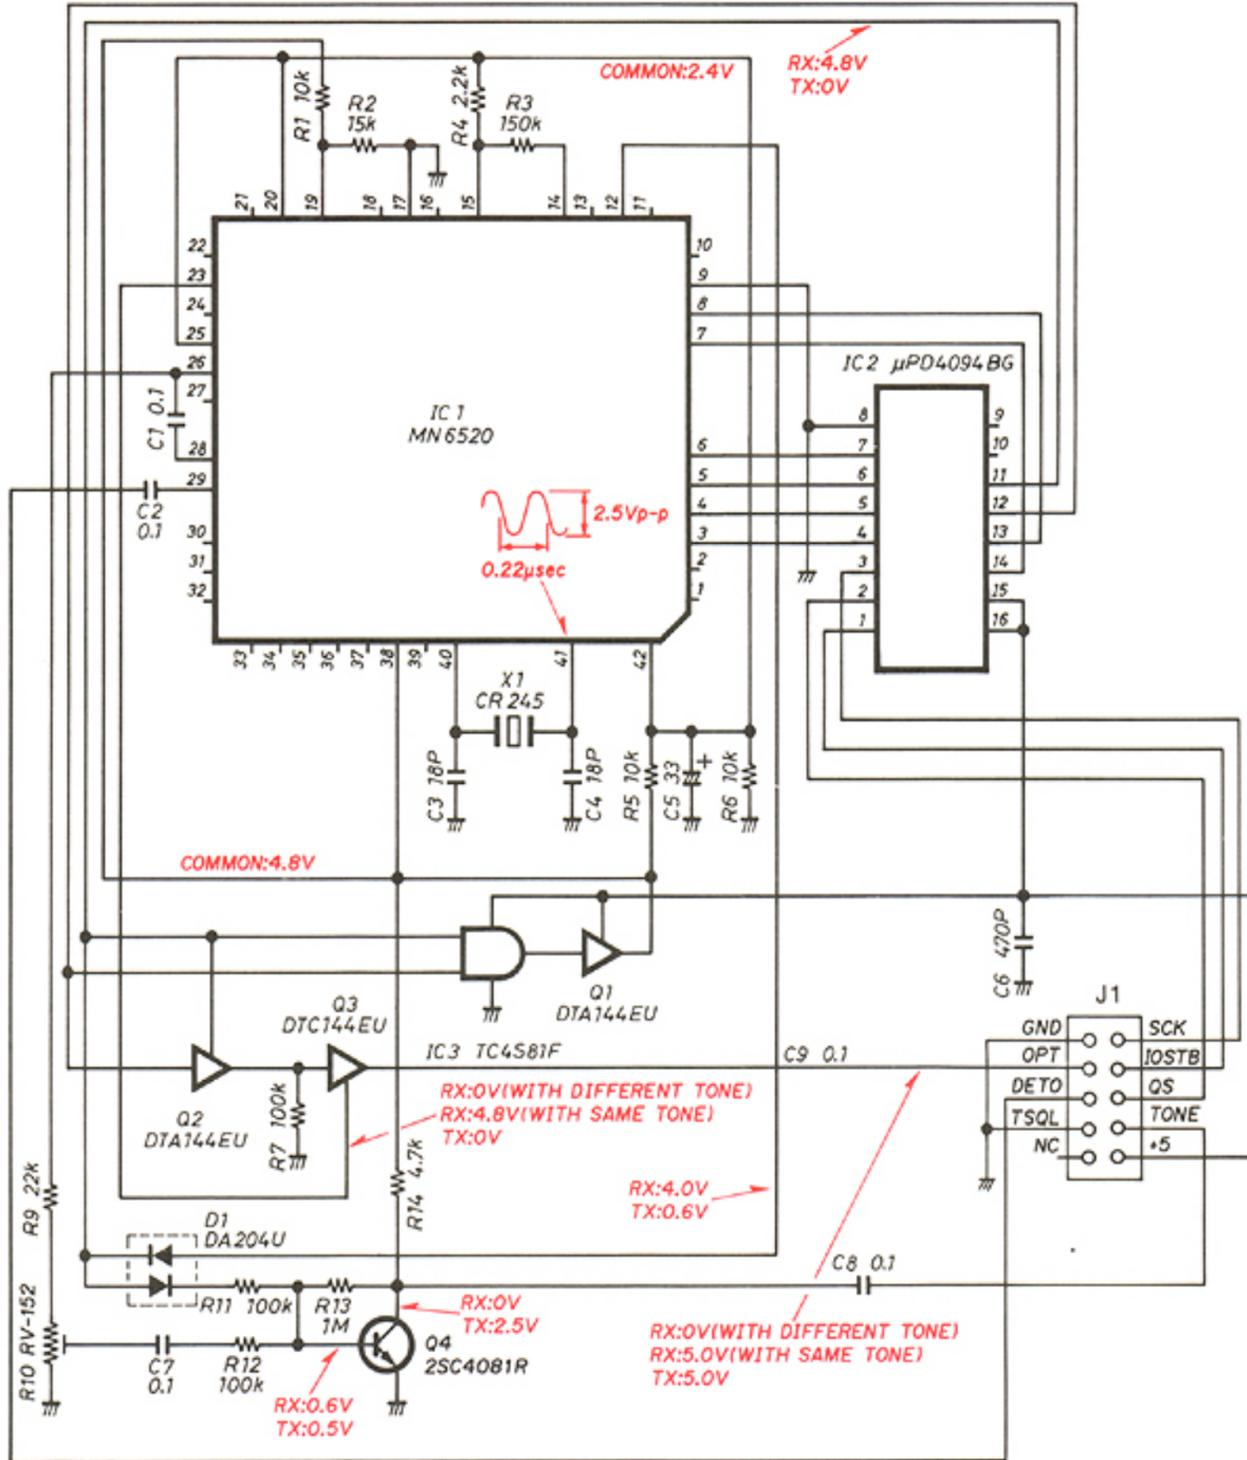 RX:4.8V
TX:0V
COMMON:2.4V
R1 10k
R2
15k
R4 2.2k
R3
150k
21
20
19
18
17
16
15
14
13
12
11
22
23
24
25
26
27
28
29
30
31
32
10
9
8
7
6
5
4
3
2
1
C1 0.1
C2
0.1
IC1
MN6520
2.5Vp-p
0.22µsec
IC2 µPD4094BG
8
7
6
5
4
3
2
1
9
10
11
12
13
14
15
16
33
34
35
36
37
38
39
40
41
42
X1
CR245
C3 18P
C4 18P
R5 10k
C5 33
+
R6 10k
COMMON:4.8V
Q1
DTA144EU
C6 470P
Q3
DTC144EU
IC3 TC4S81F
C9 0.1
Q2
DTA144EU
R7 100k
RX:0V(WITH DIFFERENT TONE)
RX:4.8V(WITH SAME TONE)
TX:0V
J1
GND
SCK
OPT
IOSTB
DETO
QS
TSQL
TONE
NC
+5
R14 4.7k
R9 22k
RX:4.0V
TX:0.6V
D1
DA204U
C8 0.1
R11 100k
R13
1M
RX:0V
TX:2.5V
R10 RV-152
C7
0.1
R12
100k
Q4
2SC4081R
RX:0.6V
TX:0.5V
RX:0V(WITH DIFFERENT TONE)
RX:5.0V(WITH SAME TONE)
TX:5.0V